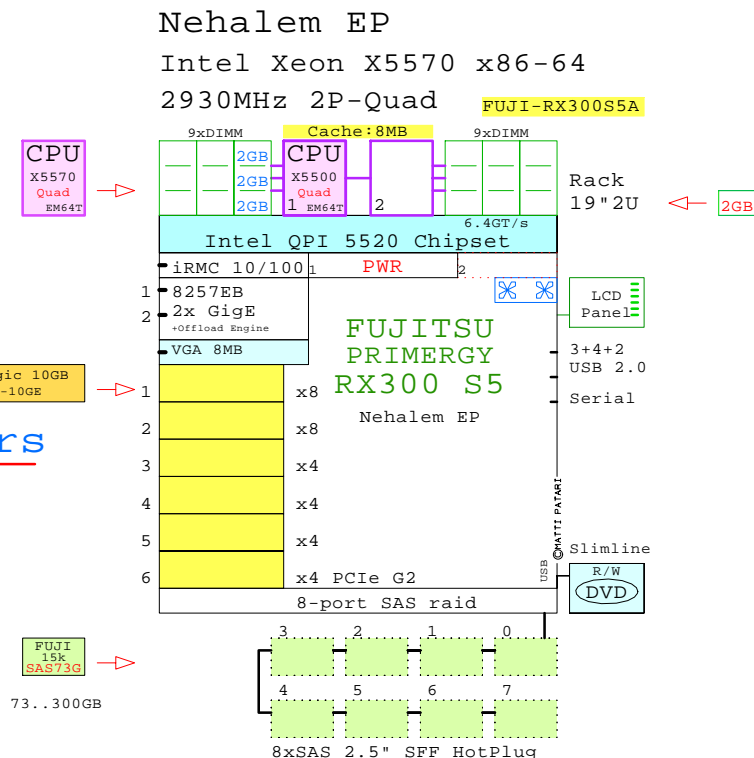 Nehalem EP
Intel Xeon X5570 x86-64
2930MHz 2P-Quad
FUJI-RX300S5A
Cache:8MB
9xDIMM
9xDIMM
CPU
X5570
Quad
EM64T
2GB
2GB
2GB
CPU
X5500
Quad
1 EM64T
2
Rack
19"2U
2GB
6.4GT/s
Intel QPI 5520 Chipset
iRMC 10/100
1 PWR 2
1 8257EB
2 2x GigE
+Offload Engine
VGA 8MB
LCD
Panel
FUJITSU
PRIMERGY
RX300 S5
Nehalem EP
3+4+2
USB 2.0
Serial
gic 10GB
-10GE
rs
1 x8
2 x8
3 x4
4 x4
5 x4
6 x4 PCIe G2
©MATTI PATARI
USB
Slimline
R/W
DVD
8-port SAS raid
FUJI
15k
SAS73G
73..300GB
3 2 1 0
4 5 6 7
8xSAS 2.5" SFF HotPlug